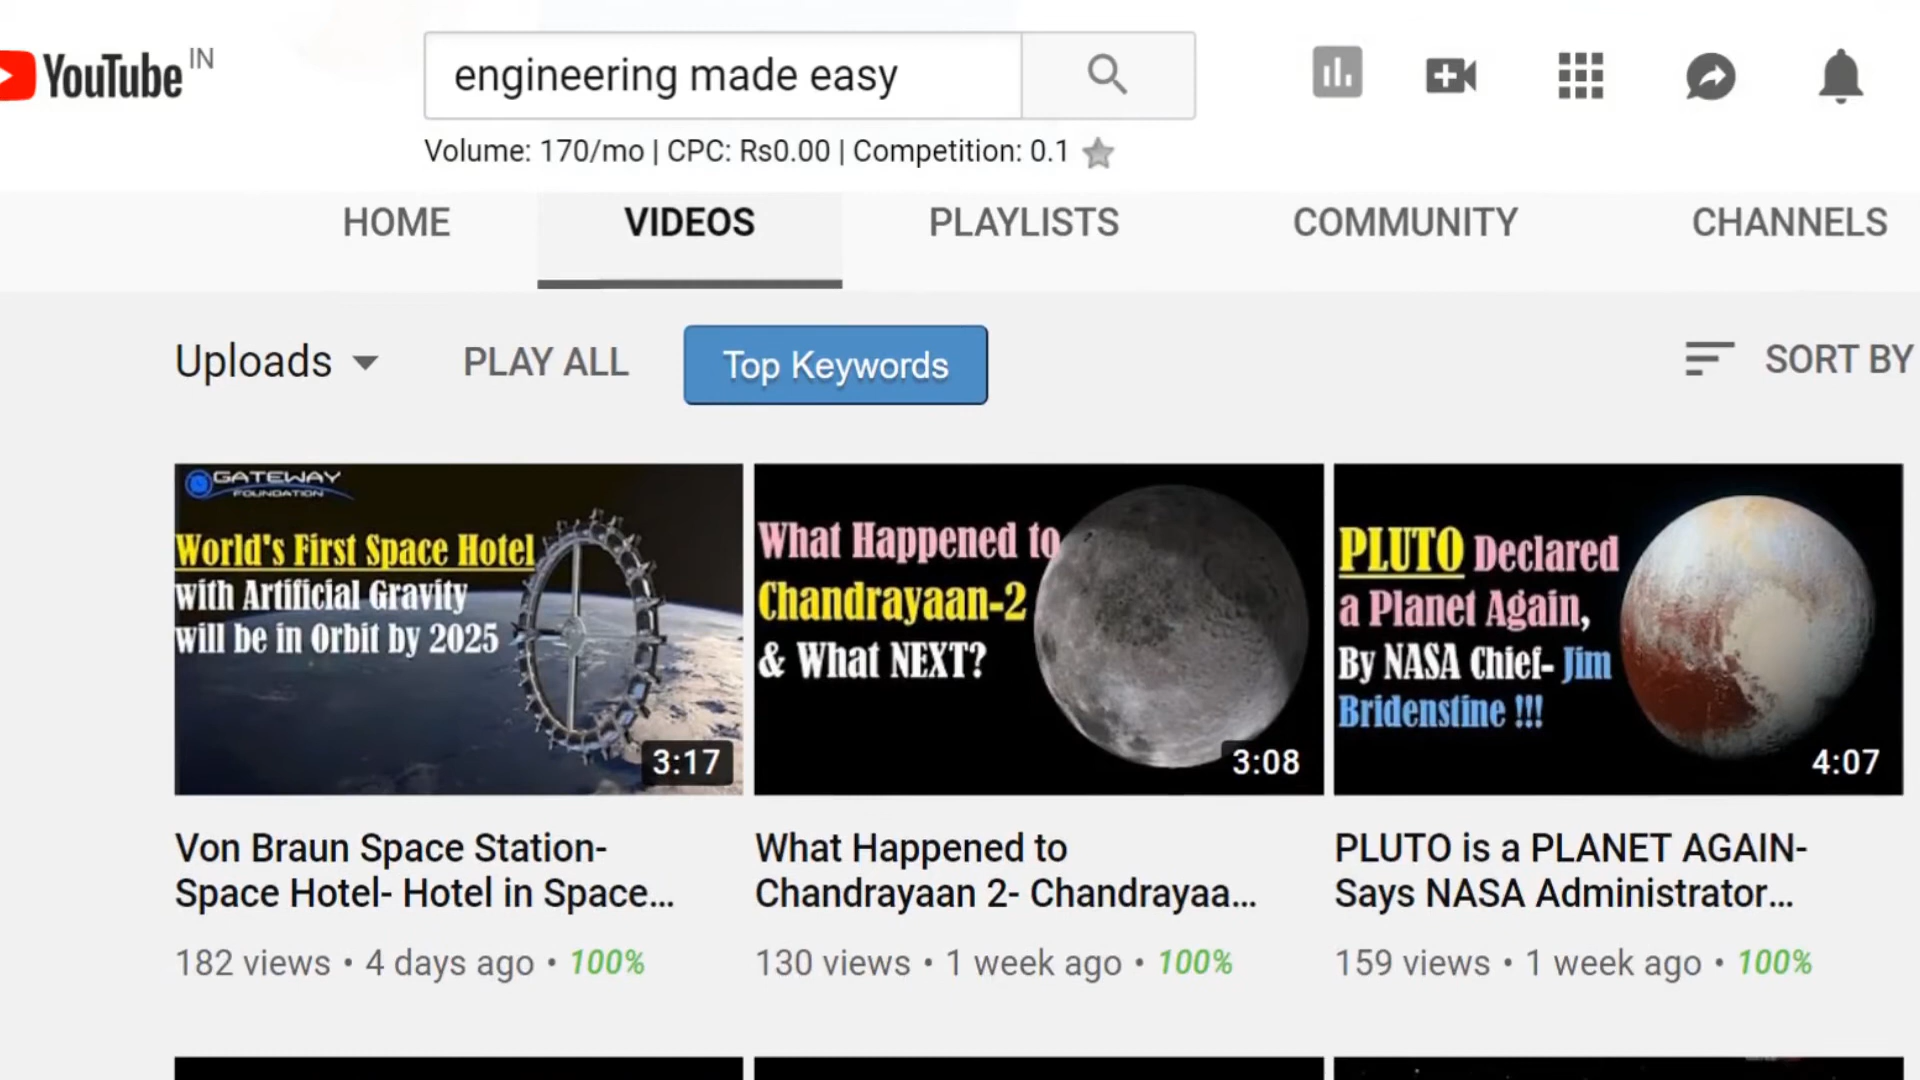 YouTube IN
engineering made easy
Volume: 170/mo | CPC: Rs0.00 | Competition: 0.1
HOME VIDEOS PLAYLISTS COMMUNITY CHANNELS
Uploads PLAY ALL Top Keywords SORT BY
GATEWAY
FOUNDATION
World's First Space Hotel
with Artificial Gravity
will be in Orbit by 2025
3:17
What Happened to
Chandrayaan-2
& What NEXT?
3:08
PLUTO Declared
a Planet Again,
By NASA Chief- Jim
Bridenstine !!!
4:07
Von Braun Space Station-
Space Hotel- Hotel in Space...
182 views • 4 days ago • 100%
What Happened to
Chandrayaan 2- Chandrayaa...
130 views • 1 week ago • 100%
PLUTO is a PLANET AGAIN-
Says NASA Administrator...
159 views • 1 week ago • 100%